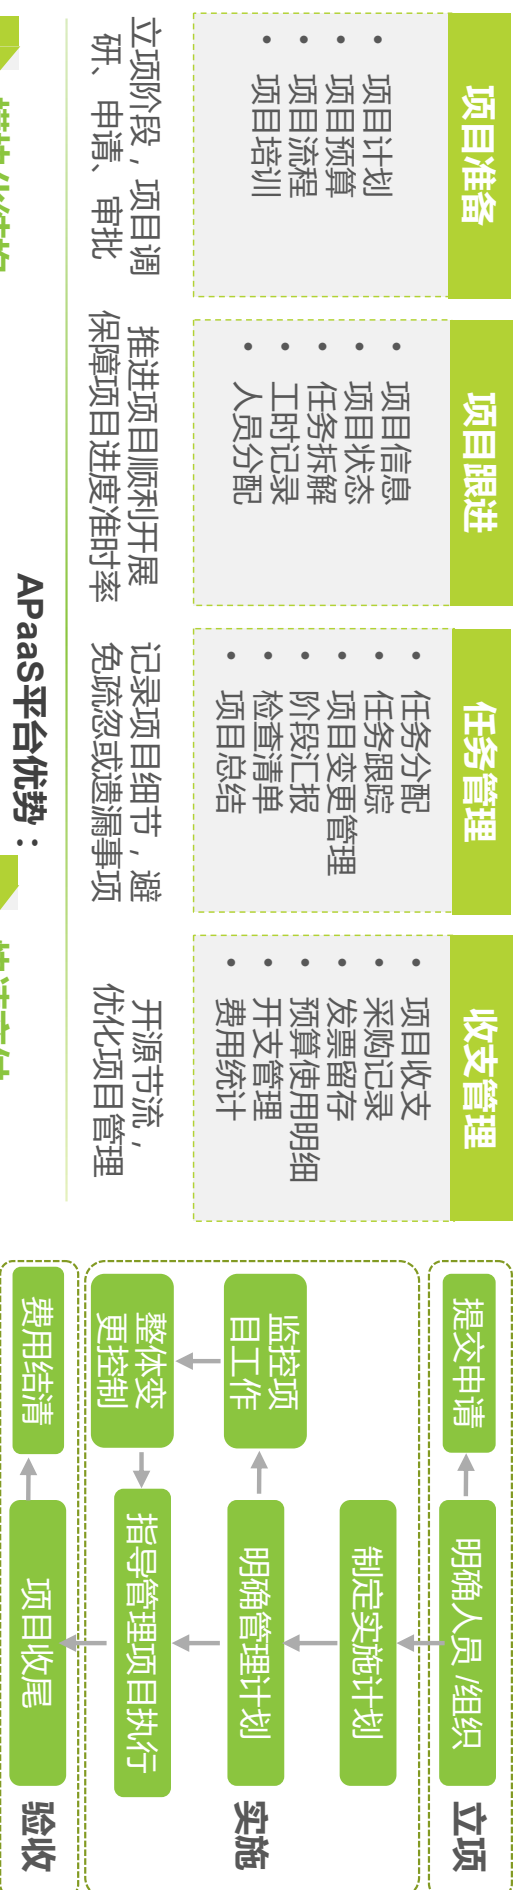 项目准备
项目计划
项目预算
项目流程
项目培训
立项阶段，项目调
研、申请、审批
项目跟进
项目信息
项目状态
任务拆解
工时记录
人员分配
推进项目顺利开展
保障项目进度准时率
任务管理
任务分配
任务跟踪
项目变更管理
阶段汇报
检查清单
项目总结
记录项目细节，避
免疏忽或遗漏事项
收支管理
项目收支
采购记录
发票留存
预算使用明细
开支管理
费用统计
开源节流，
优化项目管理
APaaS平台优势：
提交申请
明确人员 /组织
立项
制定实施计划
监控项
目工作
明确管理计划
实施
整体变
更控制
指导管理项目执行
费用结清
项目收尾
验收